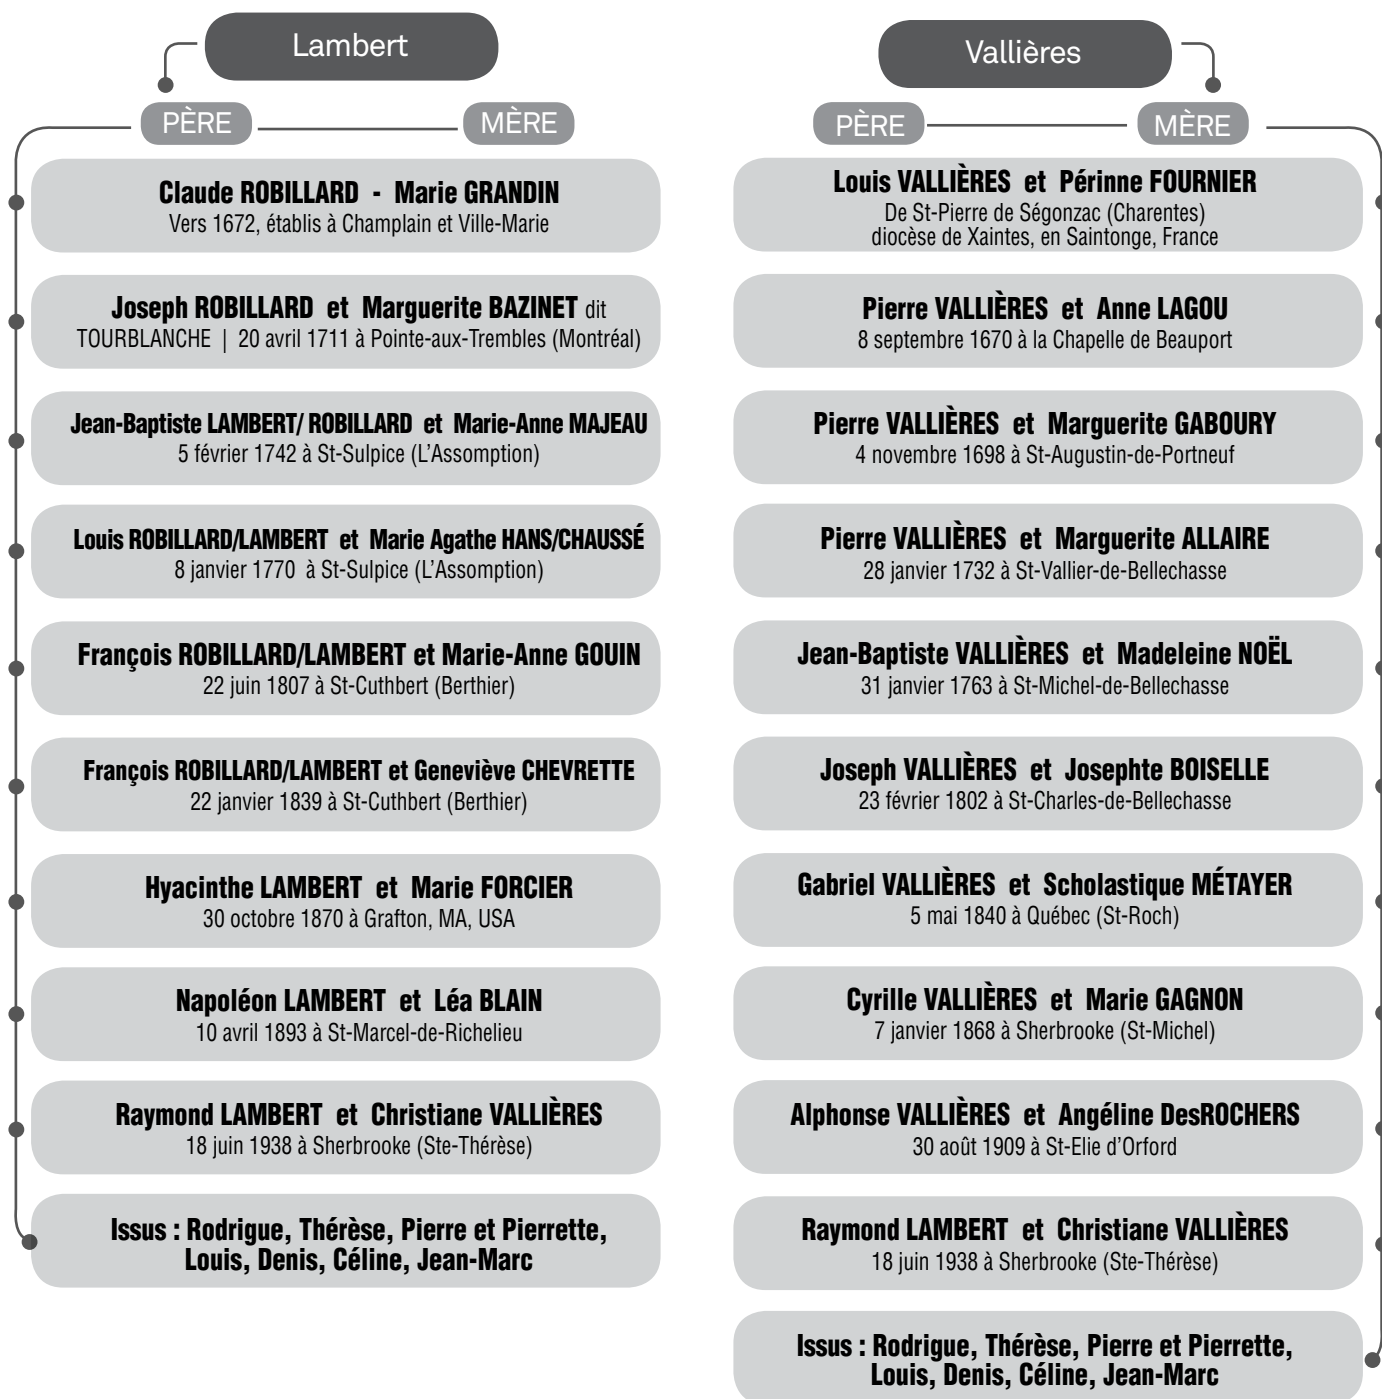 Lambert
PÈRE
MÈRE
Claude ROBILLARD - Marie GRANDIN
Vers 1672, établis à Champlain et Ville-Marie
Joseph ROBILLARD et Marguerite BAZINET dit
TOURBLANCHE | 20 avril 1711 à Pointe-aux-Trembles (Montréal)
Jean-Baptiste LAMBERT/ ROBILLARD et Marie-Anne MAJEAU
5 février 1742 à St-Sulpice (L'Assomption)
Louis ROBILLARD/LAMBERT et Marie Agathe HANS/CHAUSSÉ
8 janvier 1770 à St-Sulpice (L'Assomption)
François ROBILLARD/LAMBERT et Marie-Anne GOUIN
22 juin 1807 à St-Cuthbert (Berthier)
François ROBILLARD/LAMBERT et Geneviève CHEVRETTE
22 janvier 1839 à St-Cuthbert (Berthier)
Hyacinthe LAMBERT et Marie FORCIER
30 octobre 1870 à Grafton, MA, USA
Napoléon LAMBERT et Léa BLAIN
10 avril 1893 à St-Marcel-de-Richelieu
Raymond LAMBERT et Christiane VALLIÈRES
18 juin 1938 à Sherbrooke (Ste-Thérèse)
Issus : Rodrigue, Thérèse, Pierre et Pierrette,
Louis, Denis, Céline, Jean-Marc
Vallières
PÈRE
MÈRE
Louis VALLIÈRES et Périnne FOURNIER
De St-Pierre de Ségonzac (Charentes)
diocèse de Xaintes, en Saintonge, France
Pierre VALLIÈRES et Anne LAGOU
8 septembre 1670 à la Chapelle de Beauport
Pierre VALLIÈRES et Marguerite GABOURY
4 novembre 1698 à St-Augustin-de-Portneuf
Pierre VALLIÈRES et Marguerite ALLAIRE
28 janvier 1732 à St-Vallier-de-Bellechasse
Jean-Baptiste VALLIÈRES et Madeleine NOËL
31 janvier 1763 à St-Michel-de-Bellechasse
Joseph VALLIÈRES et Josephte BOISELLE
23 février 1802 à St-Charles-de-Bellechasse
Gabriel VALLIÈRES et Scholastique MÉTAYER
5 mai 1840 à Québec (St-Roch)
Cyrille VALLIÈRES et Marie GAGNON
7 janvier 1868 à Sherbrooke (St-Michel)
Alphonse VALLIÈRES et Angéline DesROCHERS
30 août 1909 à St-Elie d'Orford
Raymond LAMBERT et Christiane VALLIÈRES
18 juin 1938 à Sherbrooke (Ste-Thérèse)
Issus : Rodrigue, Thérèse, Pierre et Pierrette,
Louis, Denis, Céline, Jean-Marc